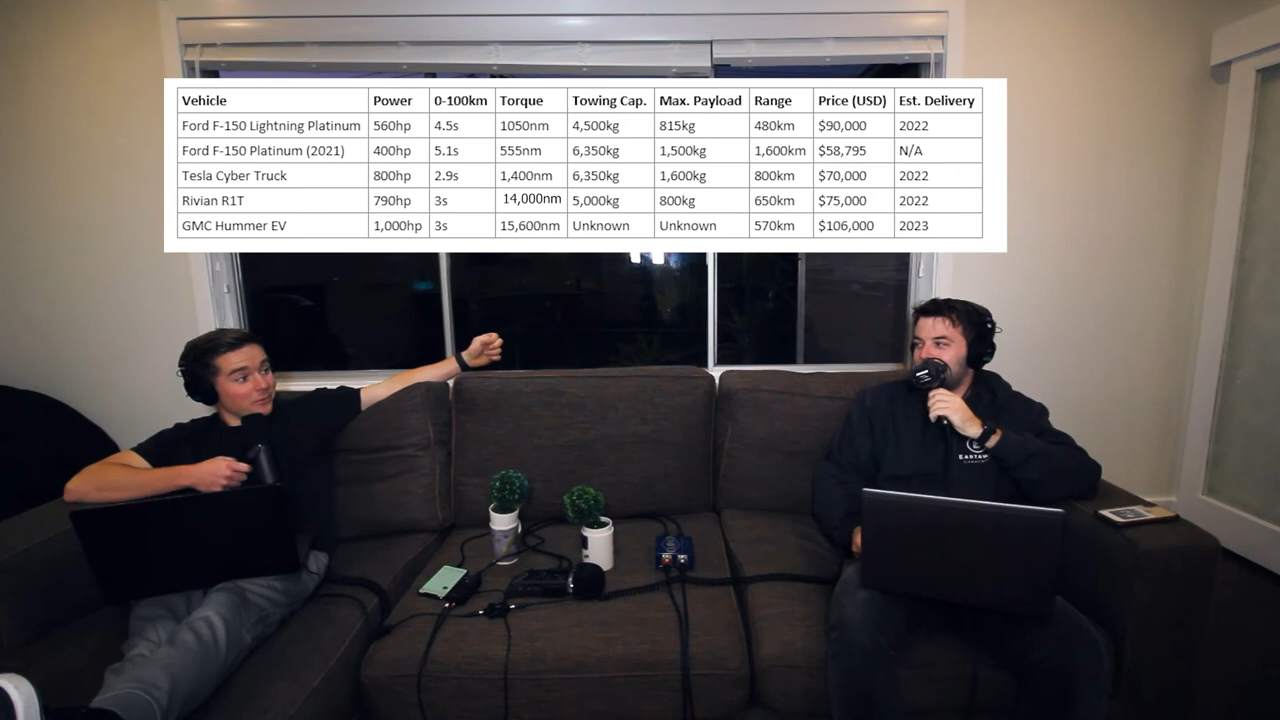 Vehicle Power 0-100km Torque Towing Cap. Max. Payload Range Price (USD) Est. Delivery
Ford F-150 Lightning Platinum 560hp 4.5s 1050nm 4,500kg 815kg 480km $90,000 2022
Ford F-150 Platinum (2021) 400hp 5.1s 555nm 6,350kg 1,500kg 1,600km $58,795 N/A
Tesla Cyber Truck 800hp 2.9s 1,400nm 6,350kg 1,600kg 800km $70,000 2022
Rivian R1T 790hp 3s 14,000nm 5,000kg 800kg 650km $75,000 2022
GMC Hummer EV 1,000hp 3s 15,600nm Unknown Unknown 570km $106,000 2023